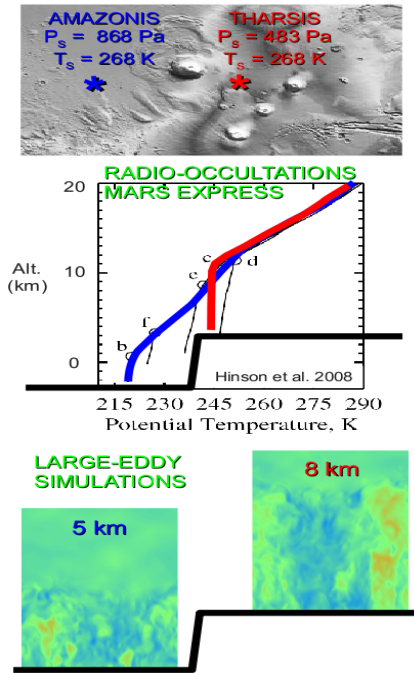 AMAZONIS
Pₛ = 868 Pa
Tₛ = 268 K
THARSIS
Pₛ = 483 Pa
Tₛ = 268 K
RADIO-OCCULTATIONS
MARS EXPRESS
20
Alt.
(km)
10
0
c
d
e
f
b
Hinson et al. 2008
215 230 245 260 275 290
Potential Temperature, K
LARGE-EDDY
SIMULATIONS
5 km
8 km